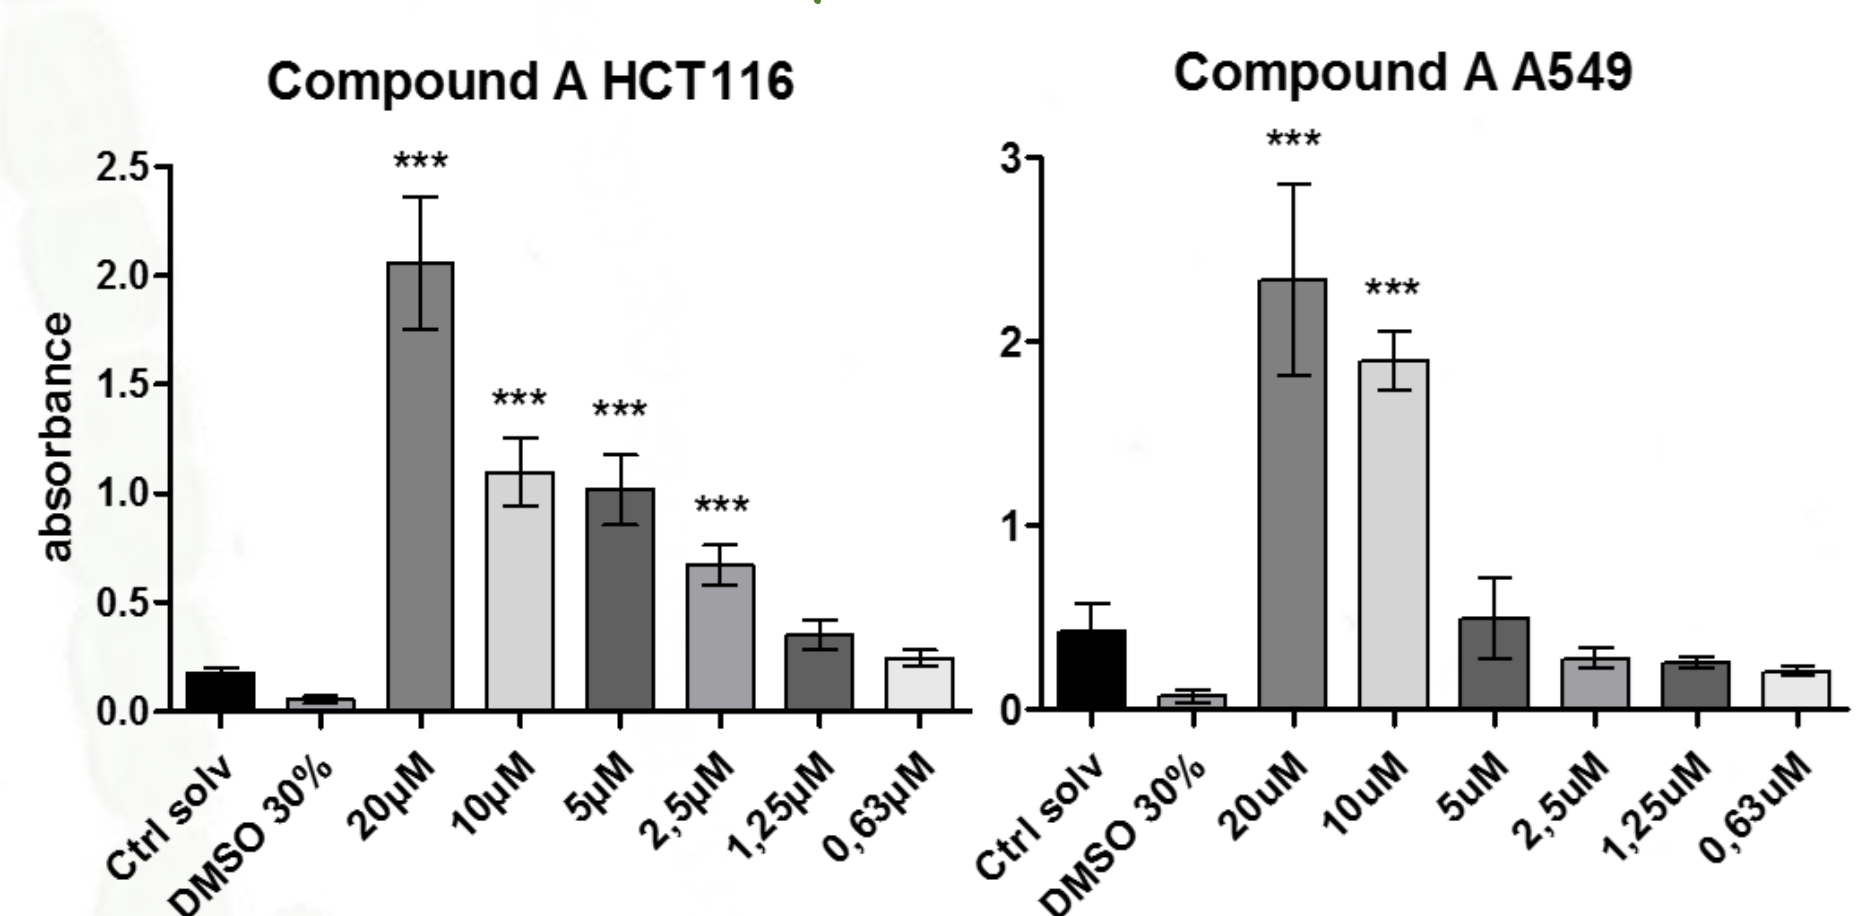 Compound A HCT116
absorbance
2.5
2.0
1.5
1.0
0.5
0.0
***
***
***
***
Ctrl solv
DMSO 30%
20µM
10µM
5µM
2,5µM
1,25µM
0,63µM
Compound A A549
3
2
1
0
***
***
Ctrl solv
DMSO 30%
20uM
10uM
5uM
2,5uM
1,25uM
0,63uM